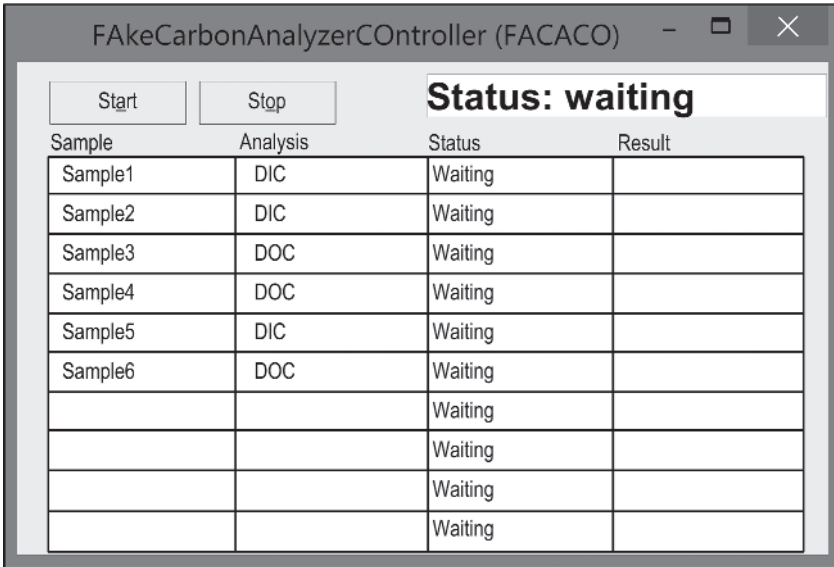 FAkeCarbonAnalyzerCOntroller (FACACO)
Start Stop Status: waiting
Sample Analysis Status Result
Sample1 DIC Waiting
Sample2 DIC Waiting
Sample3 DOC Waiting
Sample4 DOC Waiting
Sample5 DIC Waiting
Sample6 DOC Waiting
Waiting
Waiting
Waiting
Waiting